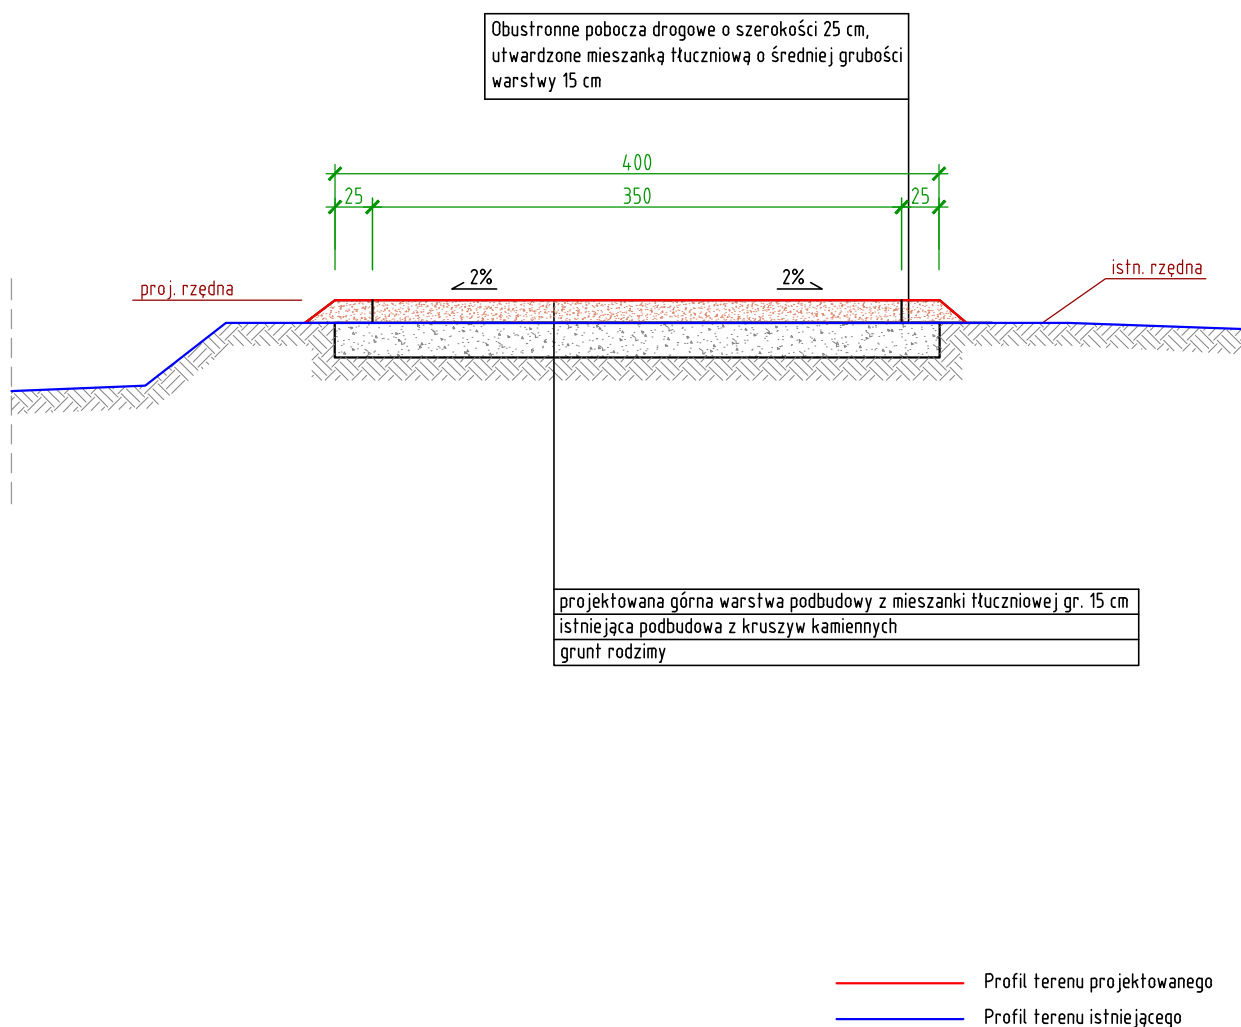 Obustronne pobocza drogowe o szerokości 25 cm,
utwardzone mieszanką tłuczniową o średniej grubości
warstwy 15 cm
400
25
350
25
2%
2%
proj. rzędna
istn. rzędna
projektowana górna warstwa podbudowy z mieszanki tłuczniowej gr. 15 cm
istniejąca podbudowa z kruszyw kamiennych
grunt rodzimy
Profil terenu projektowanego
Profil terenu istniejącego